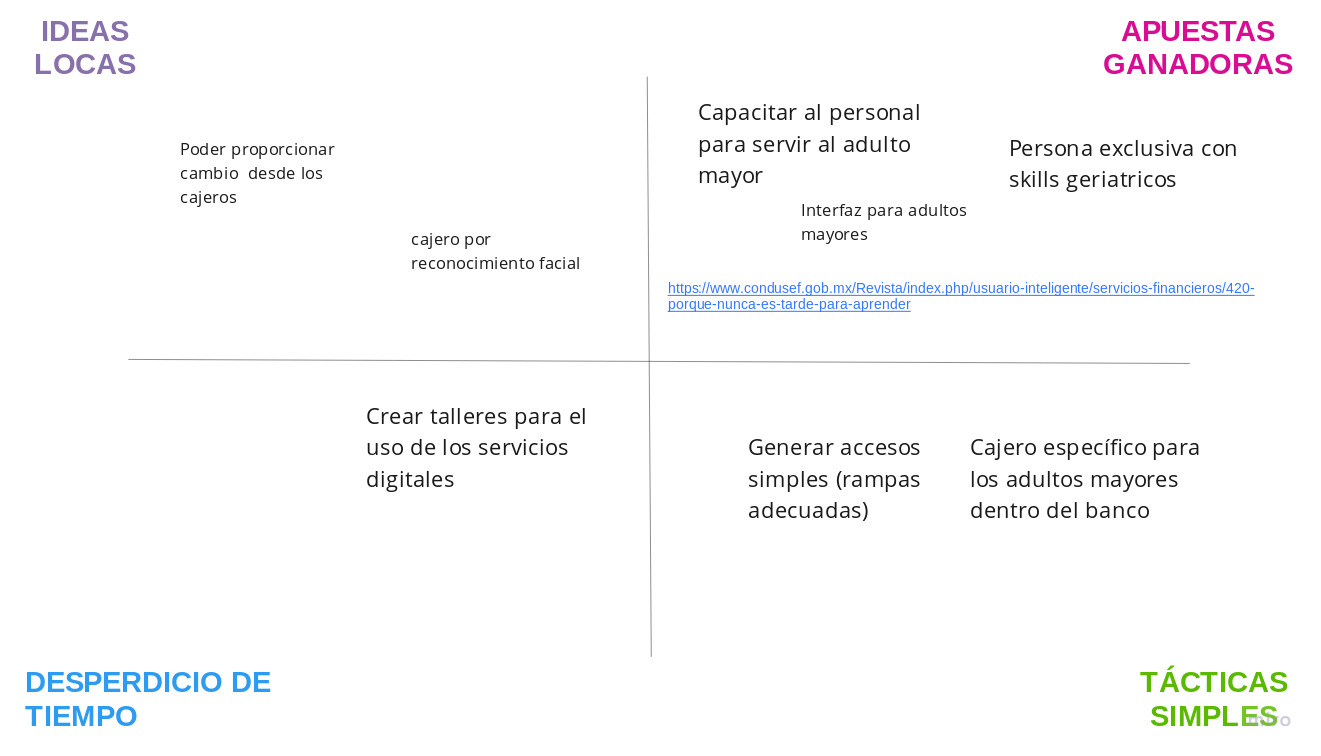 IDEAS
LOCAS
APUESTAS
GANADORAS
Poder proporcionar
cambio  desde los
cajeros
cajero por
reconocimiento facial
Capacitar al personal
para servir al adulto
mayor
Persona exclusiva con
skills geriatricos
Interfaz para adultos
mayores
https://www.condusef.gob.mx/Revista/index.php/usuario-inteligente/servicios-financieros/420-
porque-nunca-es-tarde-para-aprender
Crear talleres para el
uso de los servicios
digitales
Generar accesos
simples (rampas
adecuadas)
Cajero específico para
los adultos mayores
dentro del banco
DESPERDICIO DE
TIEMPO
TÁCTICAS
SIMPLES
miro